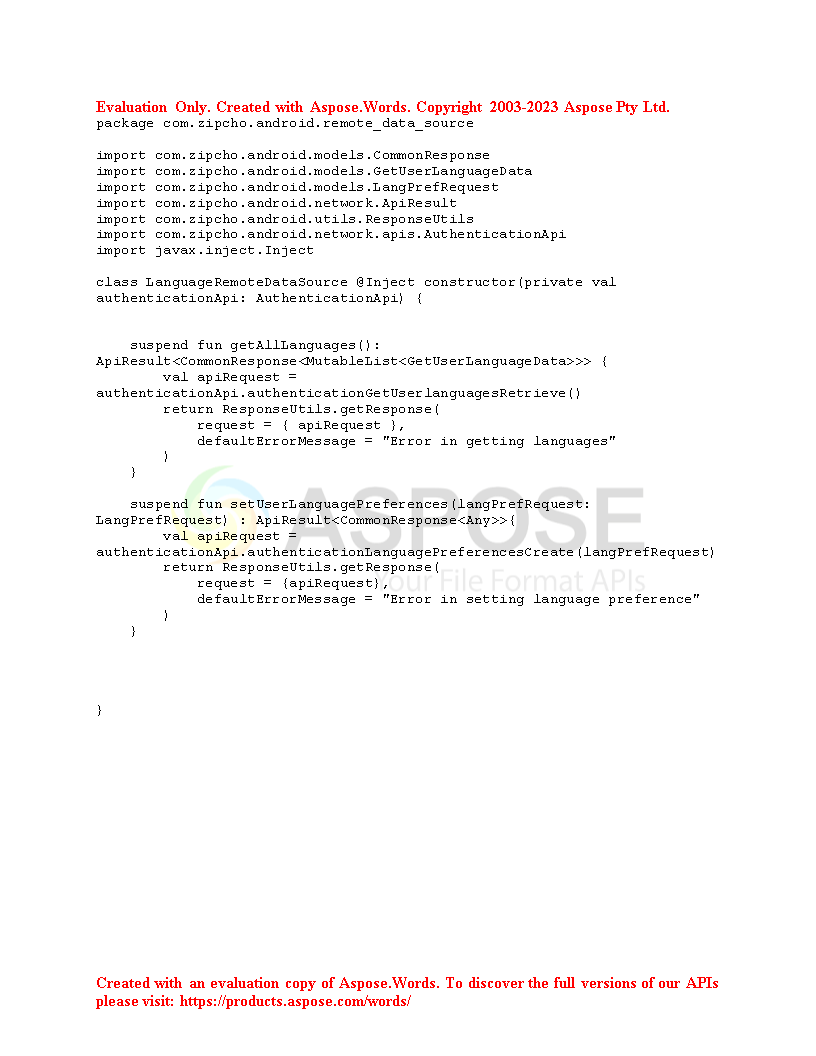 Evaluation Only. Created with Aspose.Words. Copyright 2003-2023 Aspose Pty Ltd.
package com.zipcho.android.remote_data_source
import com.zipcho.android.models.CommonResponse
import com.zipcho.android.models.GetUserLanguageData
import com.zipcho.android.models.LangPrefRequest
import com.zipcho.android.network.ApiResult
import com.zipcho.android.utils.ResponseUtils
import com.zipcho.android.network.apis.AuthenticationApi
import javax.inject.Inject
class LanguageRemoteDataSource @Inject constructor(private val
authenticationApi: AuthenticationApi) {
    suspend fun getAllLanguages():
ApiResult<CommonResponse<MutableList<GetUserLanguageData>>> {
        val apiRequest =
authenticationApi.authenticationGetUserlanguagesRetrieve()
        return ResponseUtils.getResponse(
            request = { apiRequest },
            defaultErrorMessage = "Error in getting languages"
        )
    }
    suspend fun setUserLanguagePreferences(langPrefRequest:
LangPrefRequest) : ApiResult<CommonResponse<Any>>{
        val apiRequest =
authenticationApi.authenticationLanguagePreferencesCreate(langPrefRequest)
        return ResponseUtils.getResponse(
            request = {apiRequest},
            defaultErrorMessage = "Error in setting language preference"
        )
    }
}
ASPOSE
Your File Format APIs
Created with an evaluation copy of Aspose.Words. To discover the full versions of our APIs
please visit: https://products.aspose.com/words/